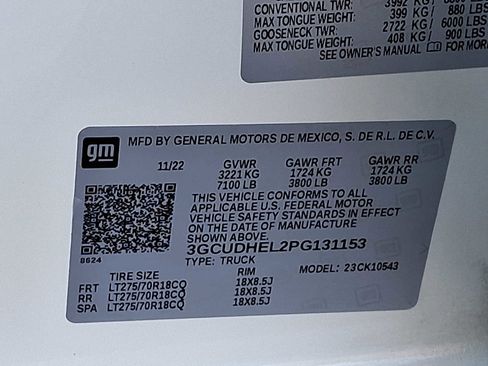 CONVENTIONAL TWR: 3992 KG /
MAX TONGUE WEIGHT: 399 KG / 880 LBS
GOOSENECK TWR: 2722 KG / 6000 LBS
MAX TONGUE WEIGHT: 408 KG / 900 LBS
SEE OWNER'S MANUAL FOR MORE
gm
MFD BY GENERAL MOTORS DE MEXICO, S. DE R.L. DE C.V.
11/22 GVWR GAWR FRT GAWR RR
3221 KG 1724 KG 1724 KG
7100 LB 3800 LB 3800 LB
THIS VEHICLE CONFORMS TO ALL
APPLICABLE U.S. FEDERAL MOTOR
VEHICLE SAFETY STANDARDS IN EFFECT
ON THE DATE OF MANUFACTURE
SHOWN ABOVE.
3GCUDHEL2PG131153
8624 TYPE: TRUCK MODEL: 23CK10543
TIRE SIZE RIM
FRT LT275/70R18CQ 18X8.5J
RR LT275/70R18CQ 18X8.5J
SPA LT275/70R18CQ 18X8.5J